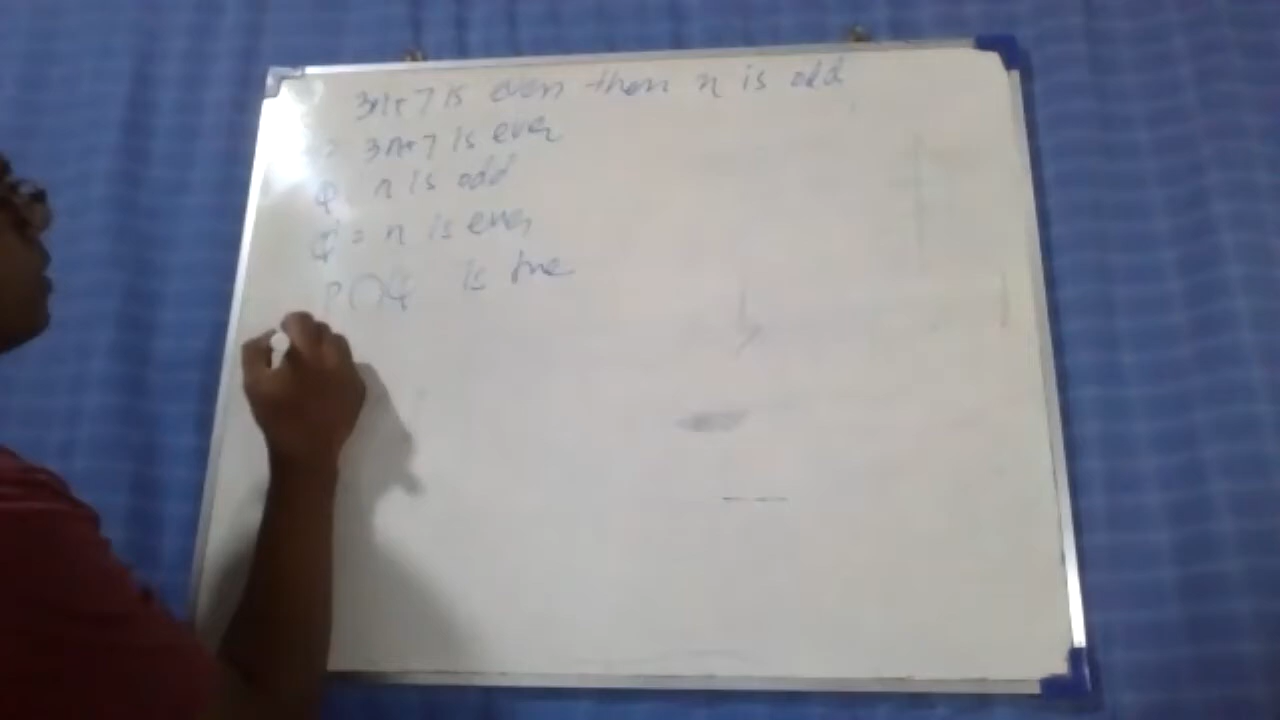 3n+7 is even then n is odd
= 3n+7 is even
Q n is odd
Q' = n is even
P∩Q' is true